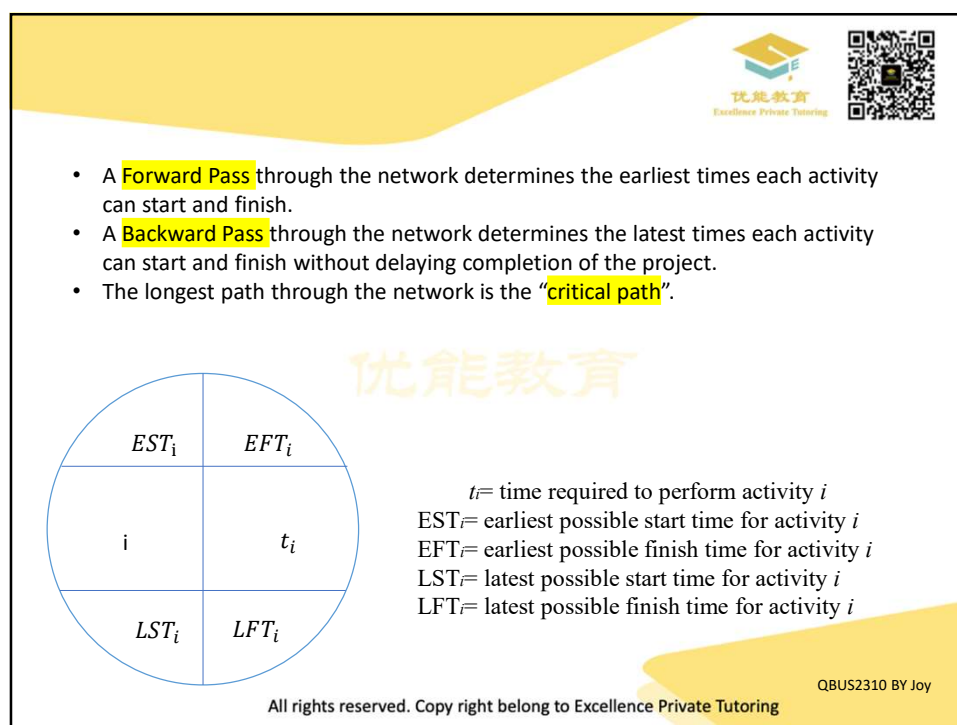 优能教育
Excellence Private Tutoring
• A Forward Pass through the network determines the earliest times each activity
can start and finish.
• A Backward Pass through the network determines the latest times each activity
can start and finish without delaying completion of the project.
• The longest path through the network is the “critical path”.
优能教育
ESTᵢ EFTᵢ
i tᵢ
LSTᵢ LFTᵢ
tᵢ= time required to perform activity i
ESTᵢ= earliest possible start time for activity i
EFTᵢ= earliest possible finish time for activity i
LSTᵢ= latest possible start time for activity i
LFTᵢ= latest possible finish time for activity i
QBUS2310 BY Joy
All rights reserved. Copy right belong to Excellence Private Tutoring